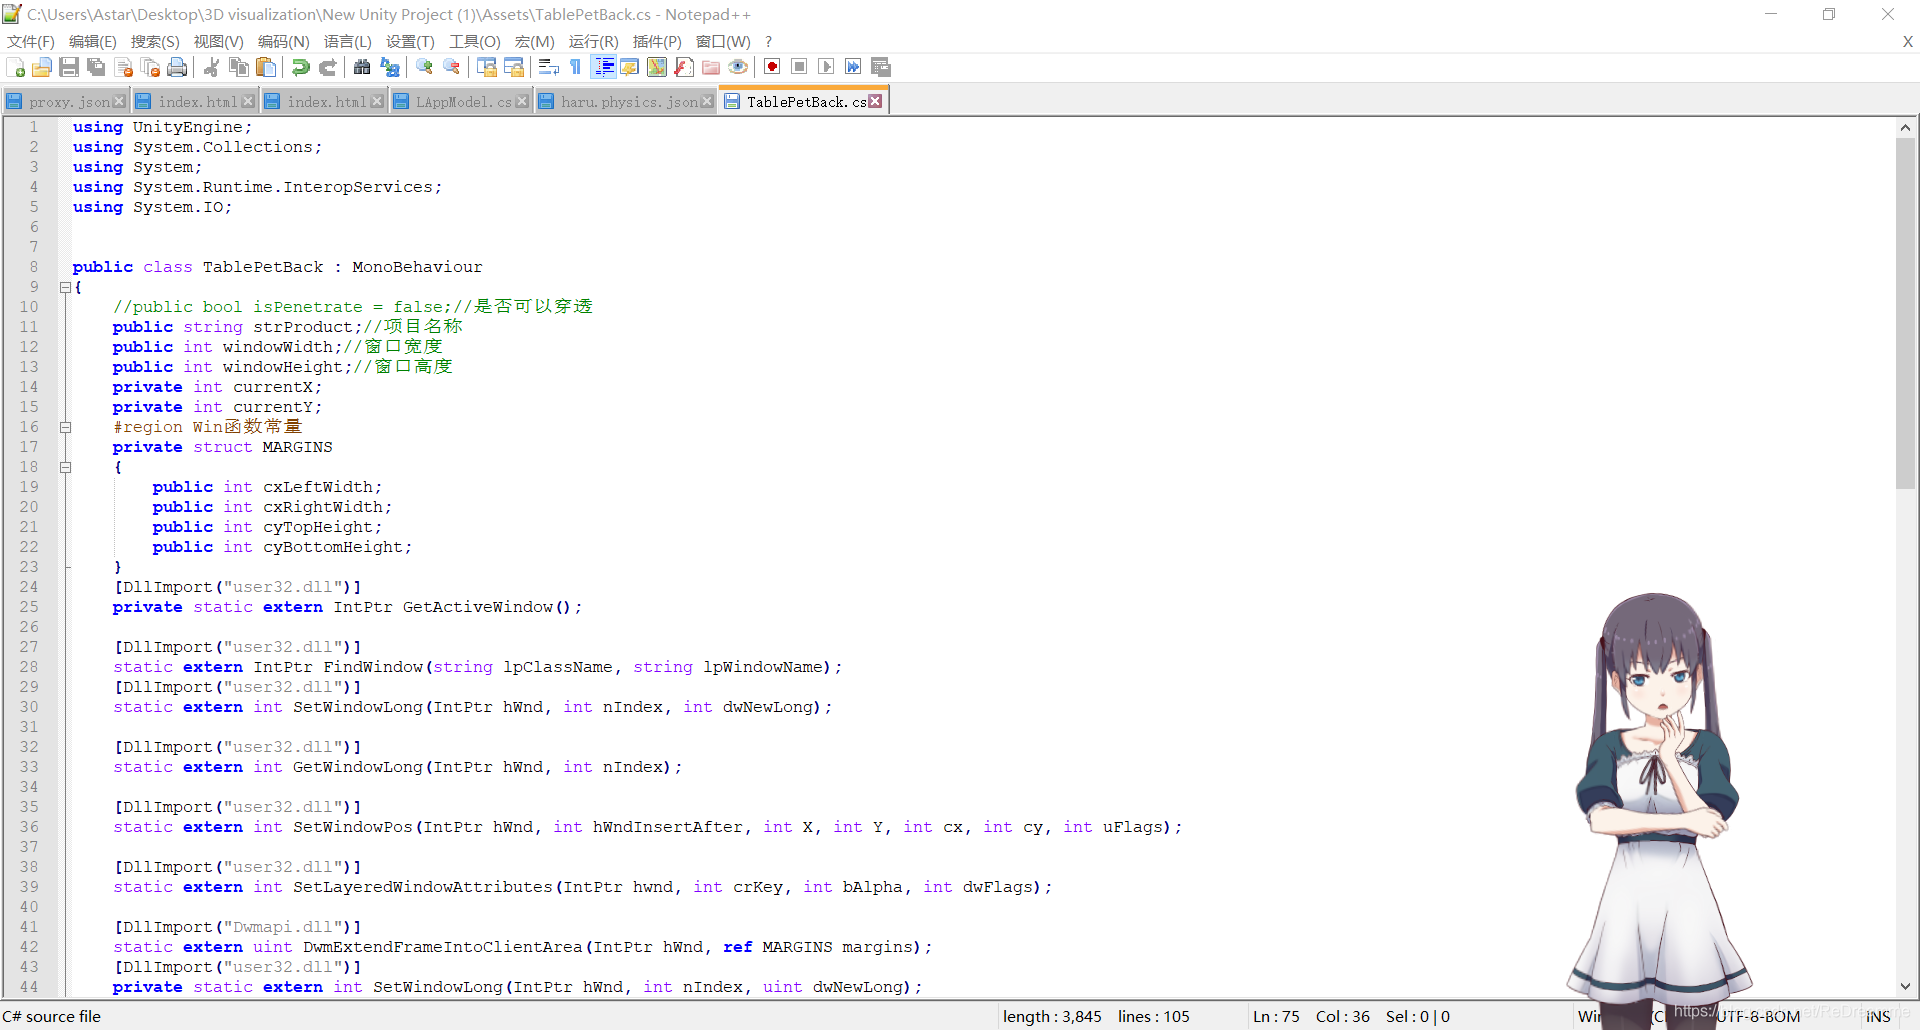 C:\Users\Astar\Desktop\3D visualization\New Unity Project (1)\Assets\TablePetBack.cs - Notepad++
文件(F) 编辑(E) 搜索(S) 视图(V) 编码(N) 语言(L) 设置(T) 工具(O) 宏(M) 运行(R) 插件(P) 窗口(W) ? X
proxy.json index.html index.html LAppModel.cs haru.physics.json TablePetBack.cs
1 using UnityEngine;
2 using System.Collections;
3 using System;
4 using System.Runtime.InteropServices;
5 using System.IO;
6
7
8 public class TablePetBack : MonoBehaviour
9 {
10 //public bool isPenetrate = false;//是否可以穿透
11 public string strProduct;//项目名称
12 public int windowWidth;//窗口宽度
13 public int windowHeight;//窗口高度
14 private int currentX;
15 private int currentY;
16 #region Win函数常量
17 private struct MARGINS
18 {
19 public int cxLeftWidth;
20 public int cxRightWidth;
21 public int cyTopHeight;
22 public int cyBottomHeight;
23 }
24 [DllImport("user32.dll")]
25 private static extern IntPtr GetActiveWindow();
26
27 [DllImport("user32.dll")]
28 static extern IntPtr FindWindow(string lpClassName, string lpWindowName);
29 [DllImport("user32.dll")]
30 static extern int SetWindowLong(IntPtr hWnd, int nIndex, int dwNewLong);
31
32 [DllImport("user32.dll")]
33 static extern int GetWindowLong(IntPtr hWnd, int nIndex);
34
35 [DllImport("user32.dll")]
36 static extern int SetWindowPos(IntPtr hWnd, int hWndInsertAfter, int X, int Y, int cx, int cy, int uFlags);
37
38 [DllImport("user32.dll")]
39 static extern int SetLayeredWindowAttributes(IntPtr hwnd, int crKey, int bAlpha, int dwFlags);
40
41 [DllImport("Dwmapi.dll")]
42 static extern uint DwmExtendFrameIntoClientArea(IntPtr hWnd, ref MARGINS margins);
43 [DllImport("user32.dll")]
44 private static extern int SetWindowLong(IntPtr hWnd, int nIndex, uint dwNewLong);
C# source file length : 3,845 lines : 105 Ln : 75 Col : 36 Sel : 0 | 0 UTF-8-BOM INS